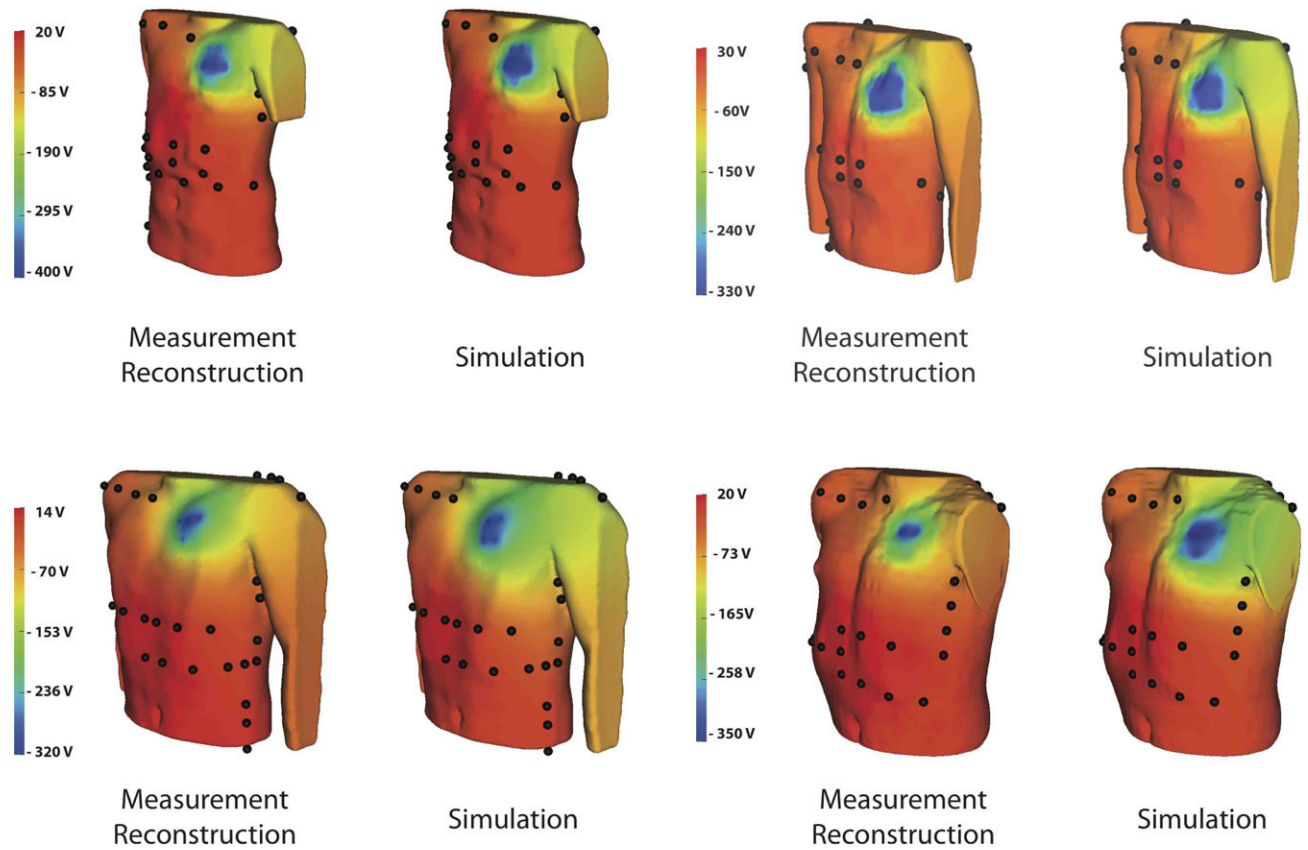 20 V
- 85 V
- 190 V
- 295 V
- 400 V
Measurement
Reconstruction
Simulation
30 V
- 60 V
- 150 V
- 240 V
- 330 V
Measurement
Reconstruction
Simulation
14 V
- 70 V
- 153 V
- 236 V
- 320 V
Measurement
Reconstruction
Simulation
20 V
- 73 V
- 165V
- 258 V
- 350 V
Measurement
Reconstruction
Simulation